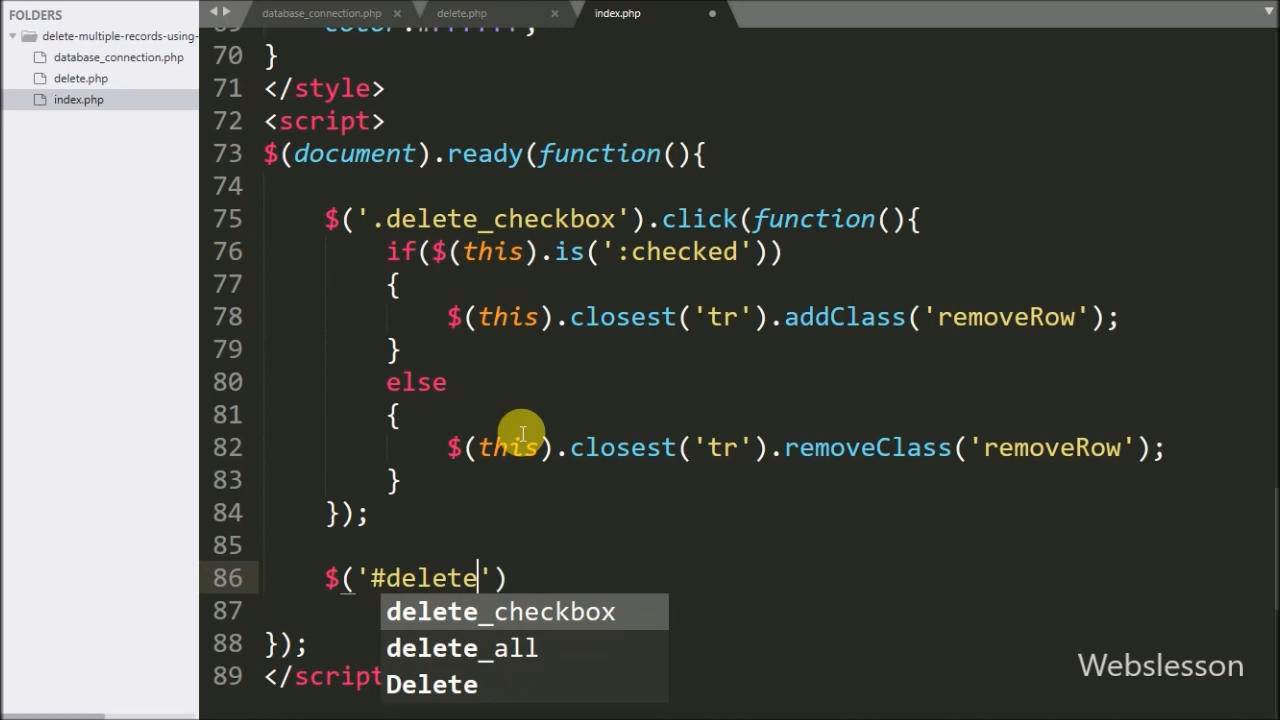 FOLDERS
delete-multiple-records-using-
database_connection.php
delete.php
index.php
database_connection.php
delete.php
index.php
70 }
71 </style>
72 <script>
73 $(document).ready(function(){
74
75 $('.delete_checkbox').click(function(){
76 if($(this).is(':checked'))
77 {
78 $(this).closest('tr').addClass('removeRow');
79 }
80 else
81 {
82 $(this).closest('tr').removeClass('removeRow');
83 }
84 });
85
86 $('#delete')
87
delete_checkbox
88 });
delete_all
89 </script
Delete
Webslesson